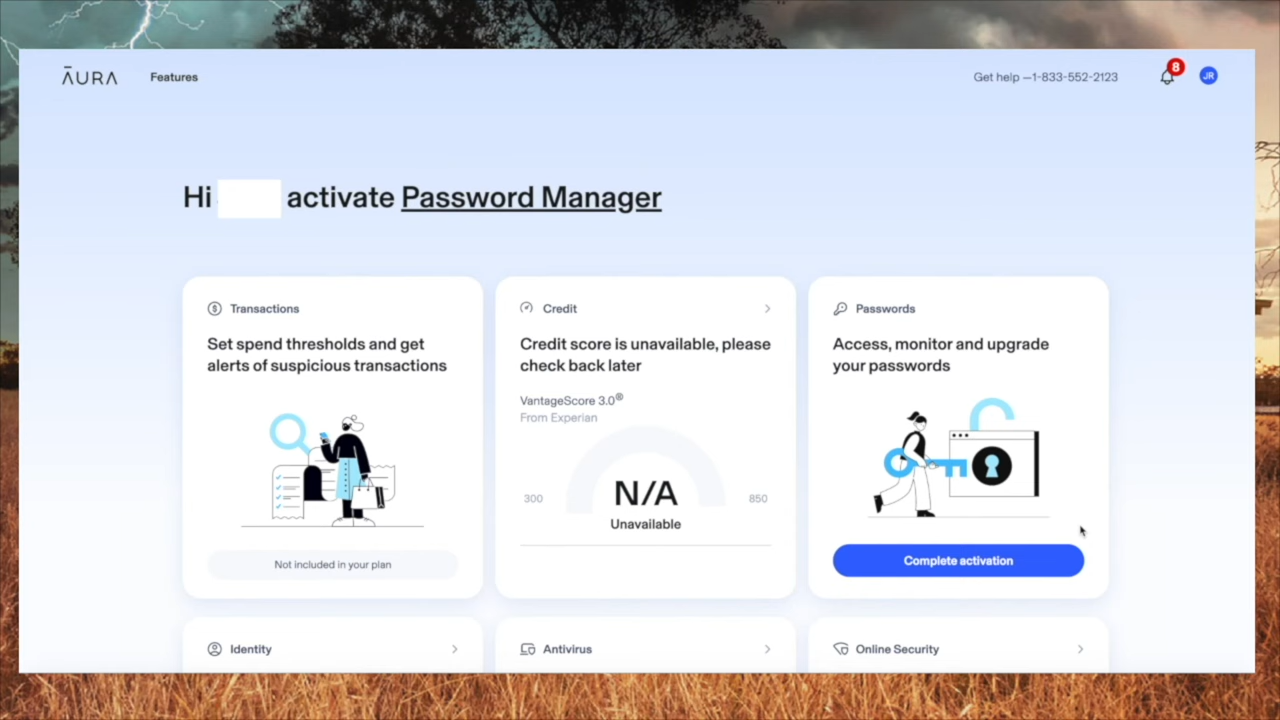 ĀURA Features Get help —1-833-552-2123 8 JR
Hi activate Password Manager
Transactions
Set spend thresholds and get
alerts of suspicious transactions
Not included in your plan
Credit
Credit score is unavailable, please
check back later
VantageScore 3.0®
From Experian
300 N/A 850
Unavailable
Passwords
Access, monitor and upgrade
your passwords
Complete activation
Identity
Antivirus
Online Security